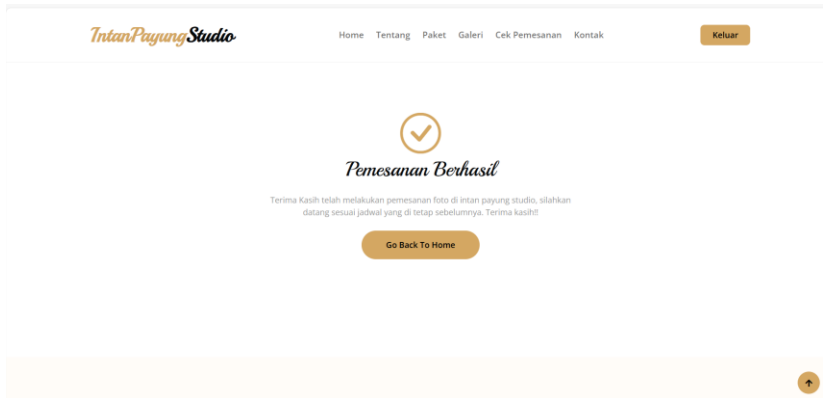 IntanPayungStudio Home Tentang Paket Galeri Cek Pemesanan Kontak Keluar
Pemesanan Berhasil
Terima Kasih telah melakukan pemesanan foto di intan payung studio, silahkan
datang sesuai jadwal yang di tetap sebelumnya. Terima kasih!!
Go Back To Home